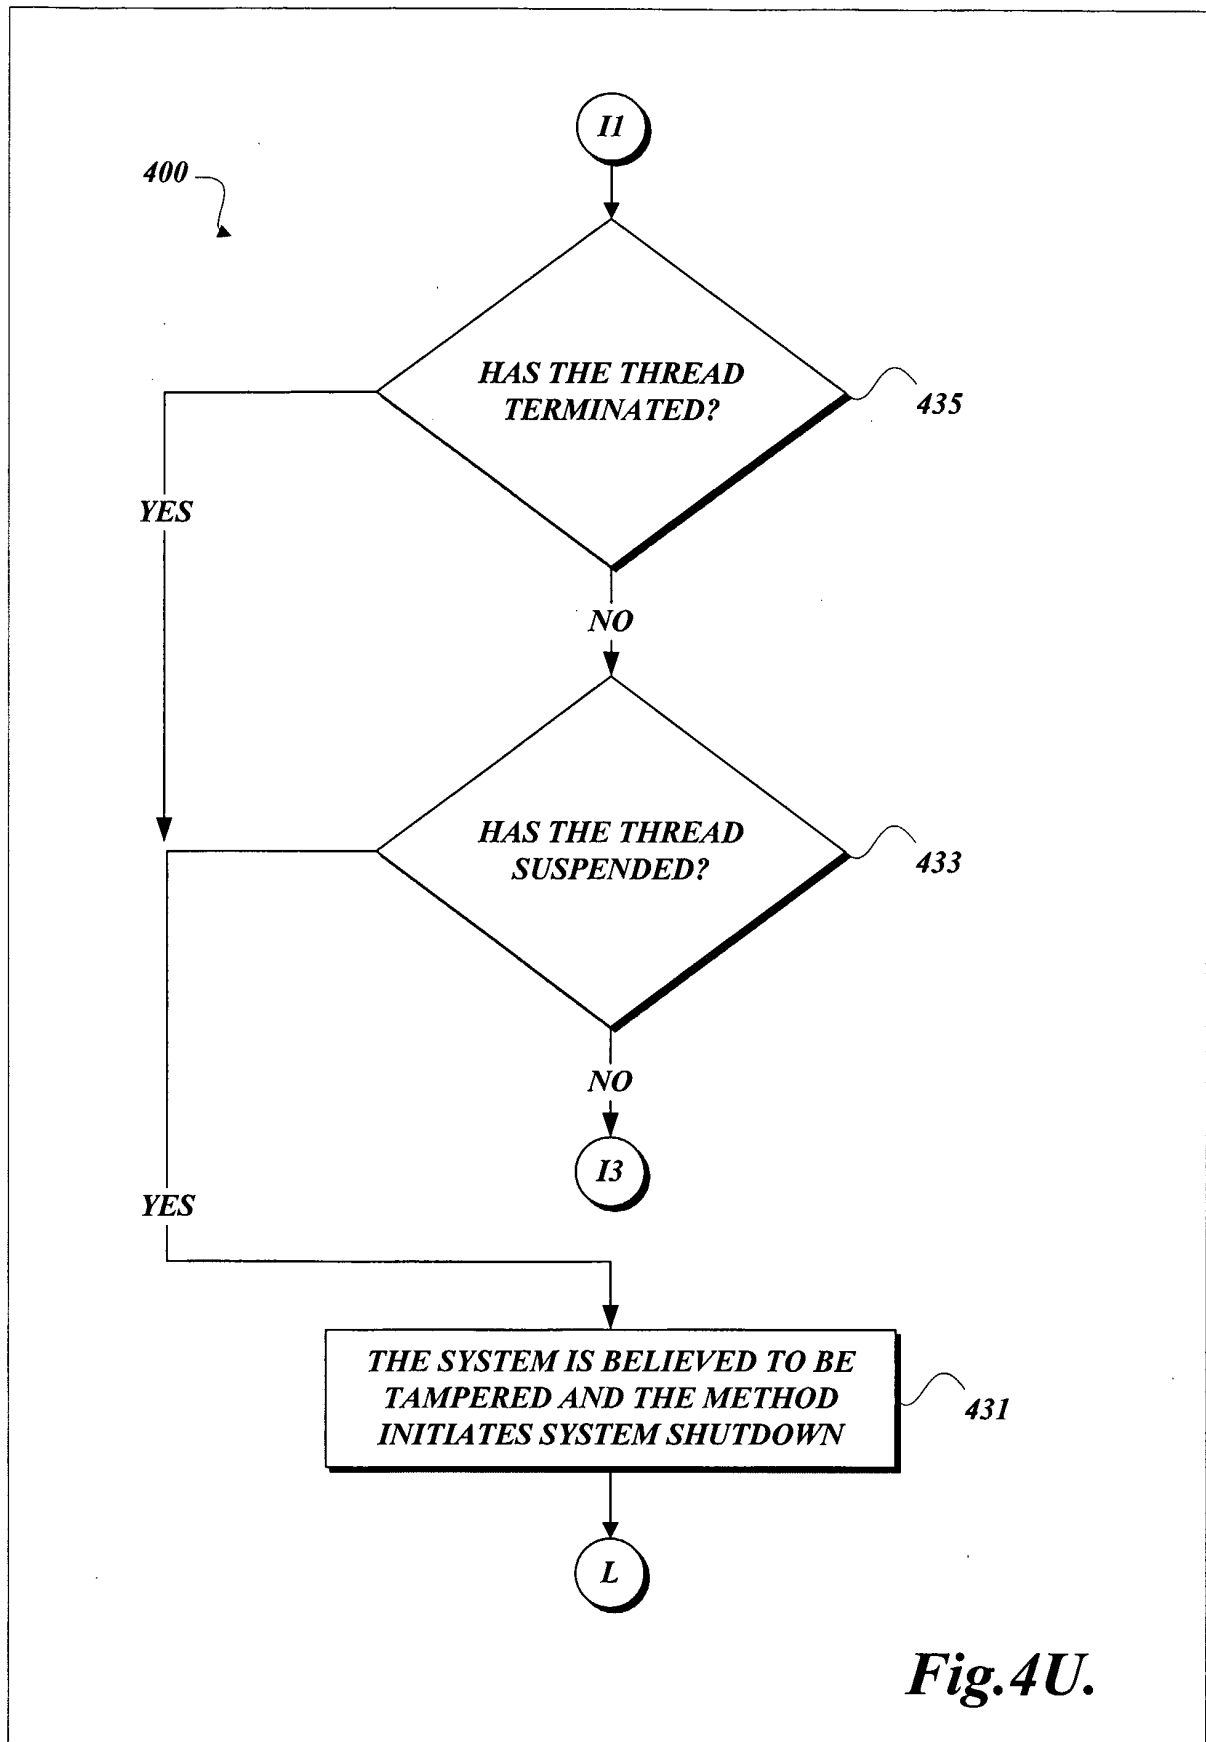 I1
400
HAS THE THREAD
TERMINATED?
435
YES
NO
HAS THE THREAD
SUSPENDED?
433
NO
I3
YES
THE SYSTEM IS BELIEVED TO BE
TAMPERED AND THE METHOD
INITIATES SYSTEM SHUTDOWN
431
L
Fig.4U.